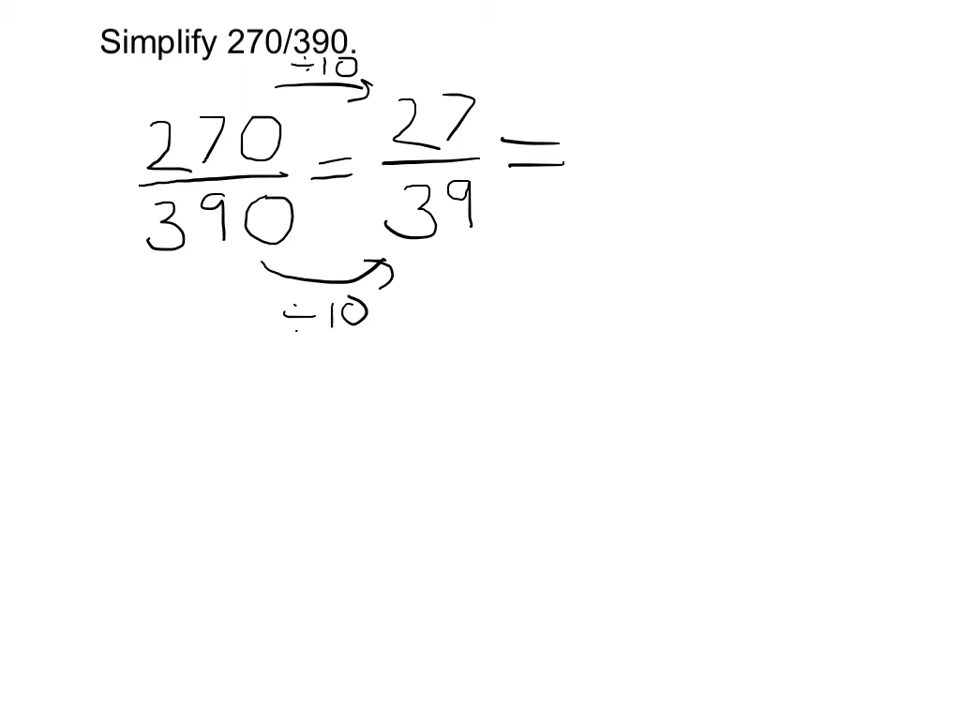 Simplify 270/390.
÷10
270/390 = 27/39 =
÷10